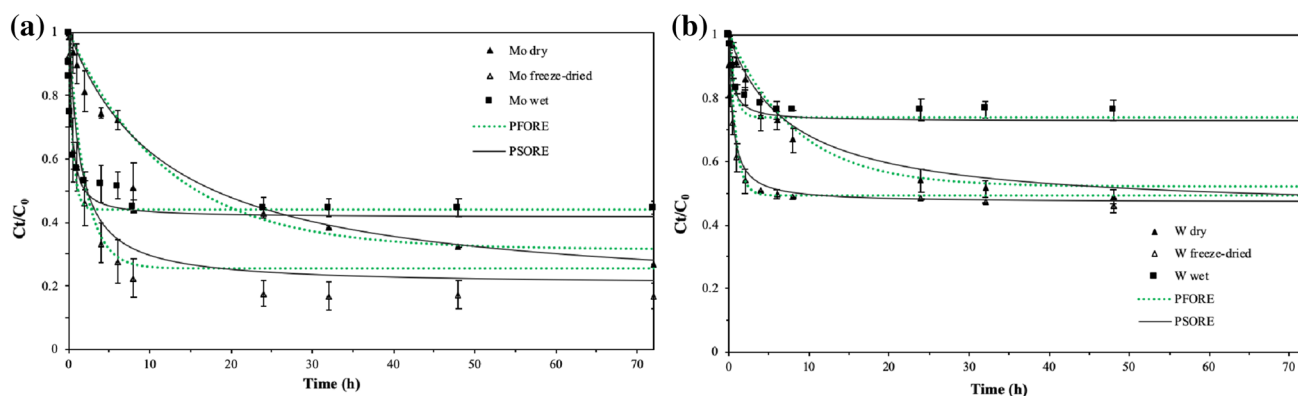 (a)
Ct/C0
1
0.8
0.6
0.4
0.2
0
Mo dry
Mo freeze-dried
Mo wet
PFORE
PSORE
0 10 20 30 40 50 60 70
Time (h)
(b)
Ct/C0
1
0.8
0.6
0.4
0.2
0
W dry
W freeze-dried
W wet
PFORE
PSORE
0 10 20 30 40 50 60 70
Time (h)